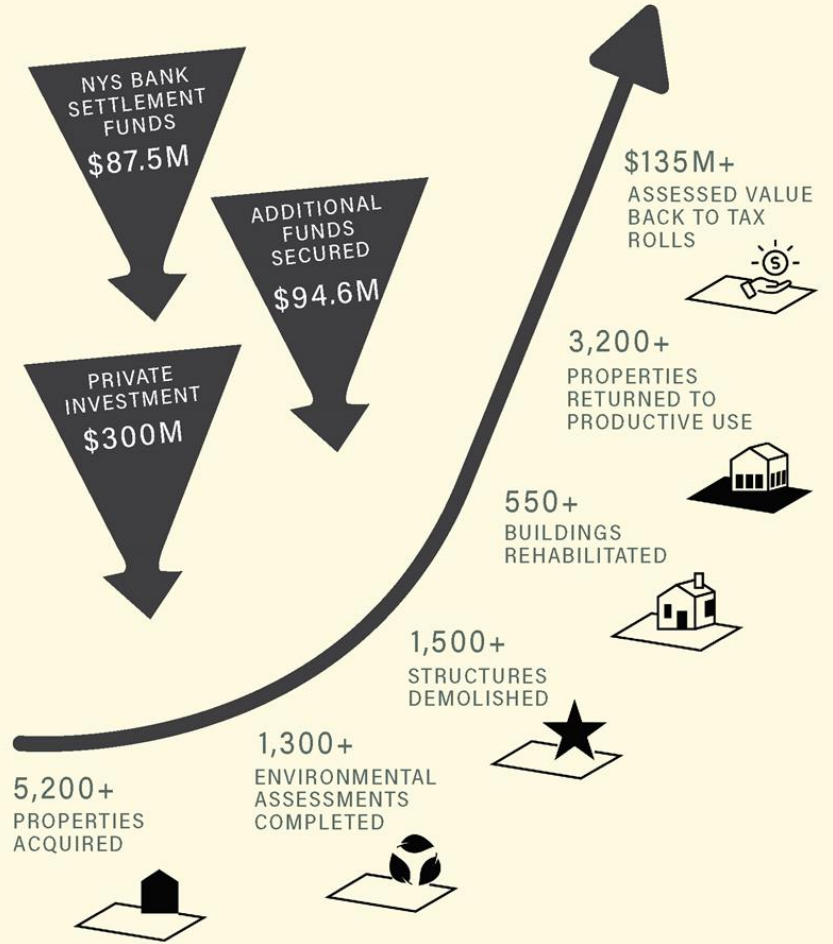 NYS BANK
SETTLEMENT
FUNDS
$87.5M
ADDITIONAL
FUNDS
SECURED
$94.6M
PRIVATE
INVESTMENT
$300M
$135M+
ASSESSED VALUE
BACK TO TAX
ROLLS
$
3,200+
PROPERTIES
RETURNED TO
PRODUCTIVE USE
550+
BUILDINGS
REHABILITATED
1,500+
STRUCTURES
DEMOLISHED
1,300+
ENVIRONMENTAL
ASSESSMENTS
COMPLETED
5,200+
PROPERTIES
ACQUIRED